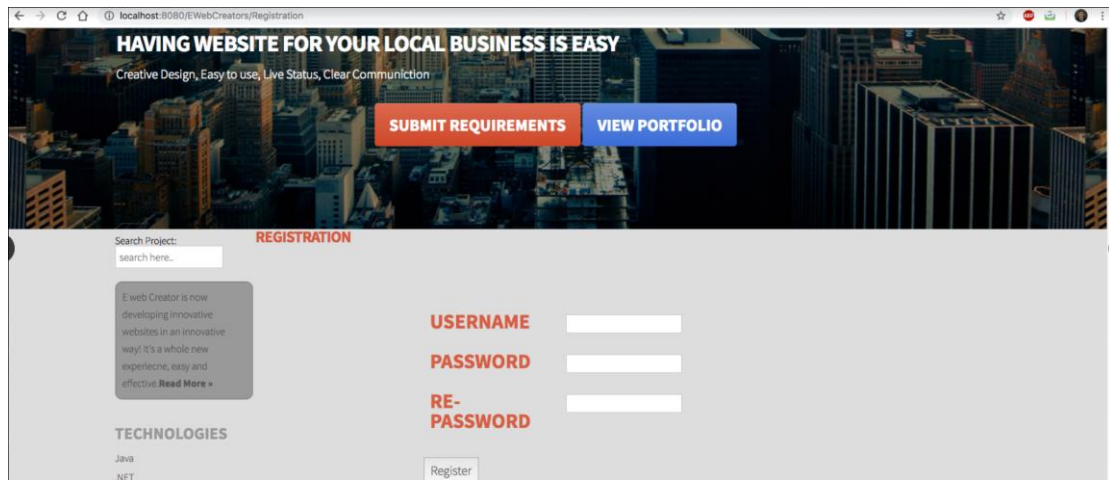 localhost:8080/EWebCreators/Registration
HAVING WEBSITE FOR YOUR LOCAL BUSINESS IS EASY
Creative Design, Easy to use, Live Status, Clear Communiction
SUBMIT REQUIREMENTS VIEW PORTFOLIO
Search Project:
search here..
REGISTRATION
E web Creator is now
developing innovative
websites in an innovative
way! It's a whole new
experiecne, easy and
effective.Read More »
TECHNOLOGIES
Java
.NET
USERNAME
PASSWORD
RE-
PASSWORD
Register